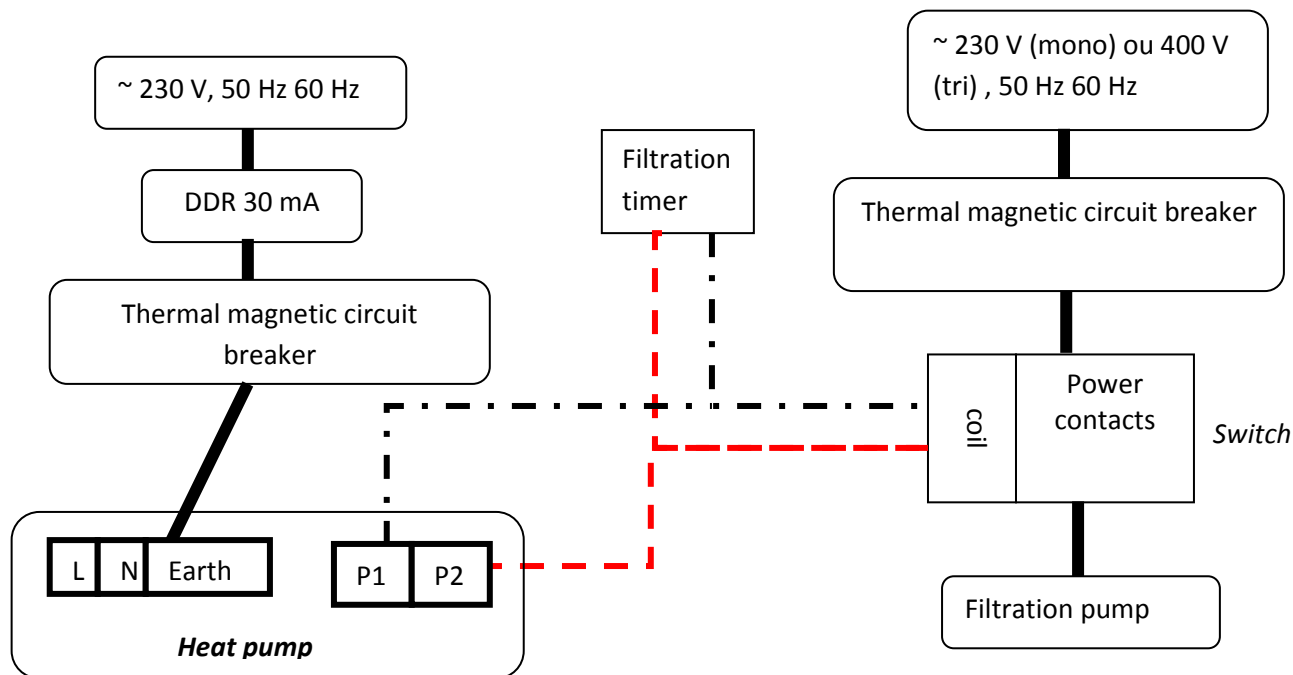 ~ 230 V, 50 Hz 60 Hz
DDR 30 mA
Thermal magnetic circuit
breaker
L N Earth
P1 P2
Heat pump
Filtration
timer
~ 230 V (mono) ou 400 V
(tri) , 50 Hz 60 Hz
Thermal magnetic circuit breaker
coil
Power
contacts
Switch
Filtration pump